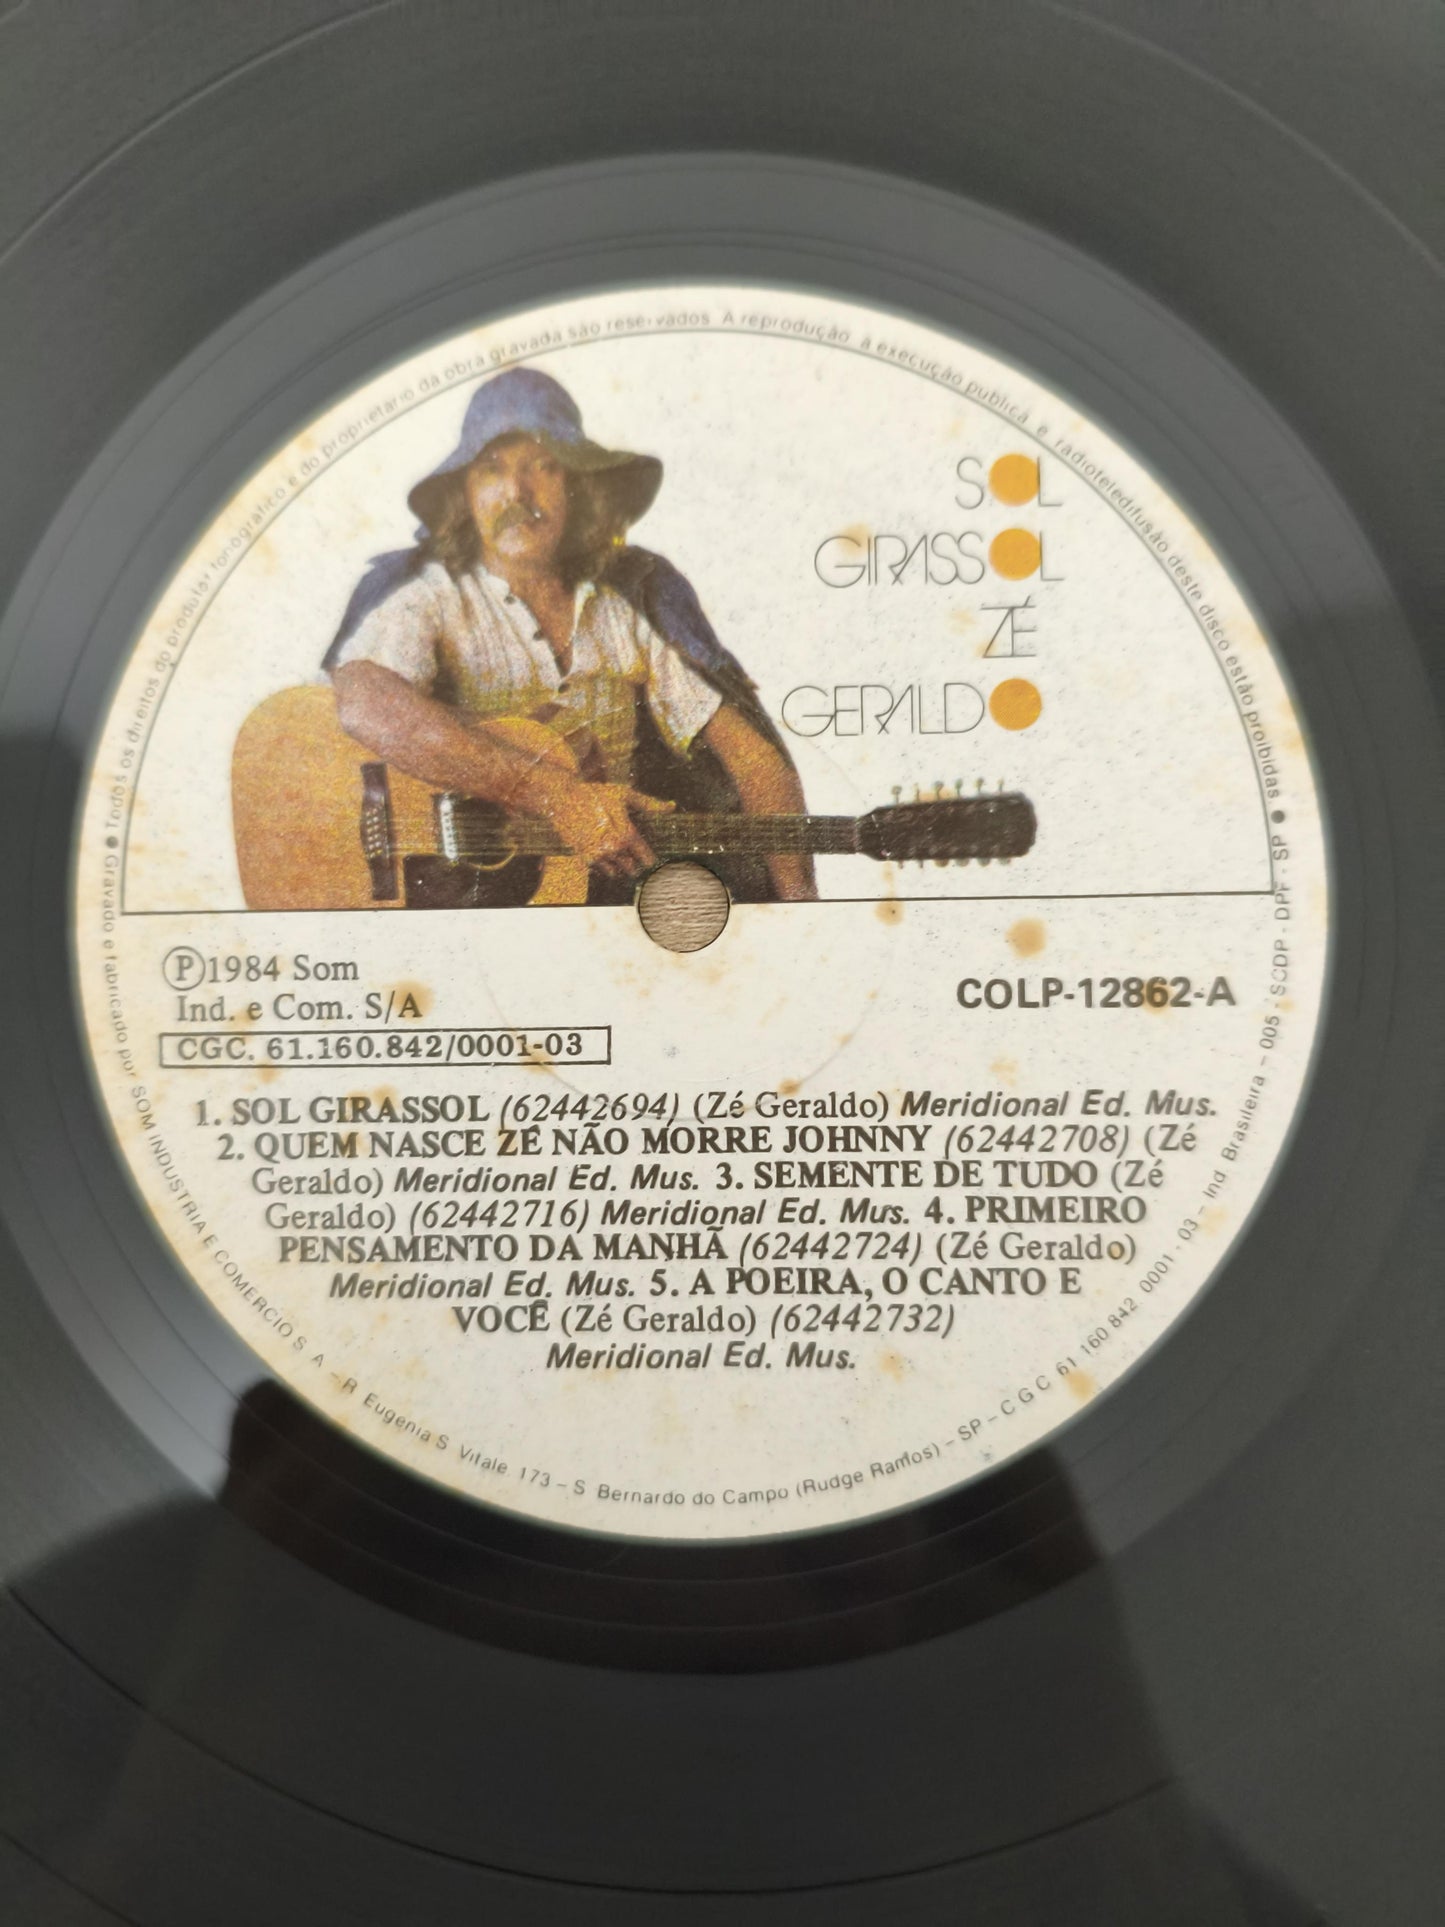 ● Todos os direitos do produtor fonográfico e do proprietário da obra gravada são reservados A reprodução a execução publica e radioteledifusão deste disco estão proibidas ●
SOL
GIRASSOL
ZÉ
GERALDO
Ⓟ1984 Som
Ind. e Com. S/A
CGC. 61.160.842/0001-03
COLP-12862-A
1. SOL GIRASSOL (62442694) (Zé Geraldo) Meridional Ed. Mus.
2. QUEM NASCE ZÉ NÃO MORRE JOHNNY (62442708) (Zé
Geraldo) Meridional Ed. Mus. 3. SEMENTE DE TUDO (Zé
Geraldo) (62442716) Meridional Ed. Mus. 4. PRIMEIRO
PENSAMENTO DA MANHÃ (62442724) (Zé Geraldo)
Meridional Ed. Mus. 5. A POEIRA, O CANTO E
VOCÊ (Zé Geraldo) (62442732)
Meridional Ed. Mus.
Gravado e fabricado por SOM INDUSTRIA E COMERCIO S A – R Eugenia S Vitale 173 – S Bernardo do Campo (Rudge Ramos) – SP – C G C 61 160 842 0001 - 03 – Ind Brasileira – 005 - SCDP - DPF - SP